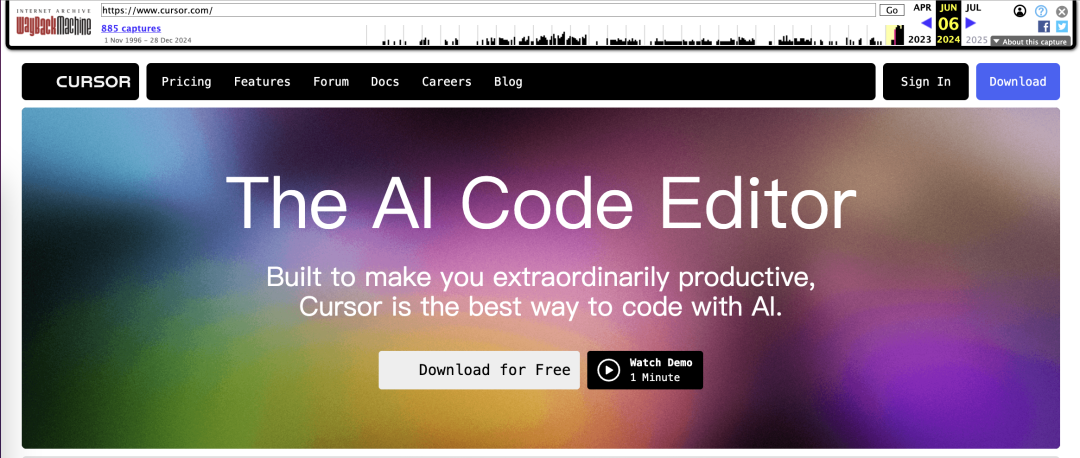 INTERNET ARCHIVE
WayBackMachine
https://www.cursor.com/
Go
885 captures
1 Nov 1996 – 28 Dec 2024
APR JUN JUL
06
2023 2024 2025
?
f
▼ About this capture
CURSOR
Pricing Features Forum Docs Careers Blog
Sign In
Download
The AI Code Editor
Built to make you extraordinarily productive,
Cursor is the best way to code with AI.
Download for Free
Watch Demo
1 Minute